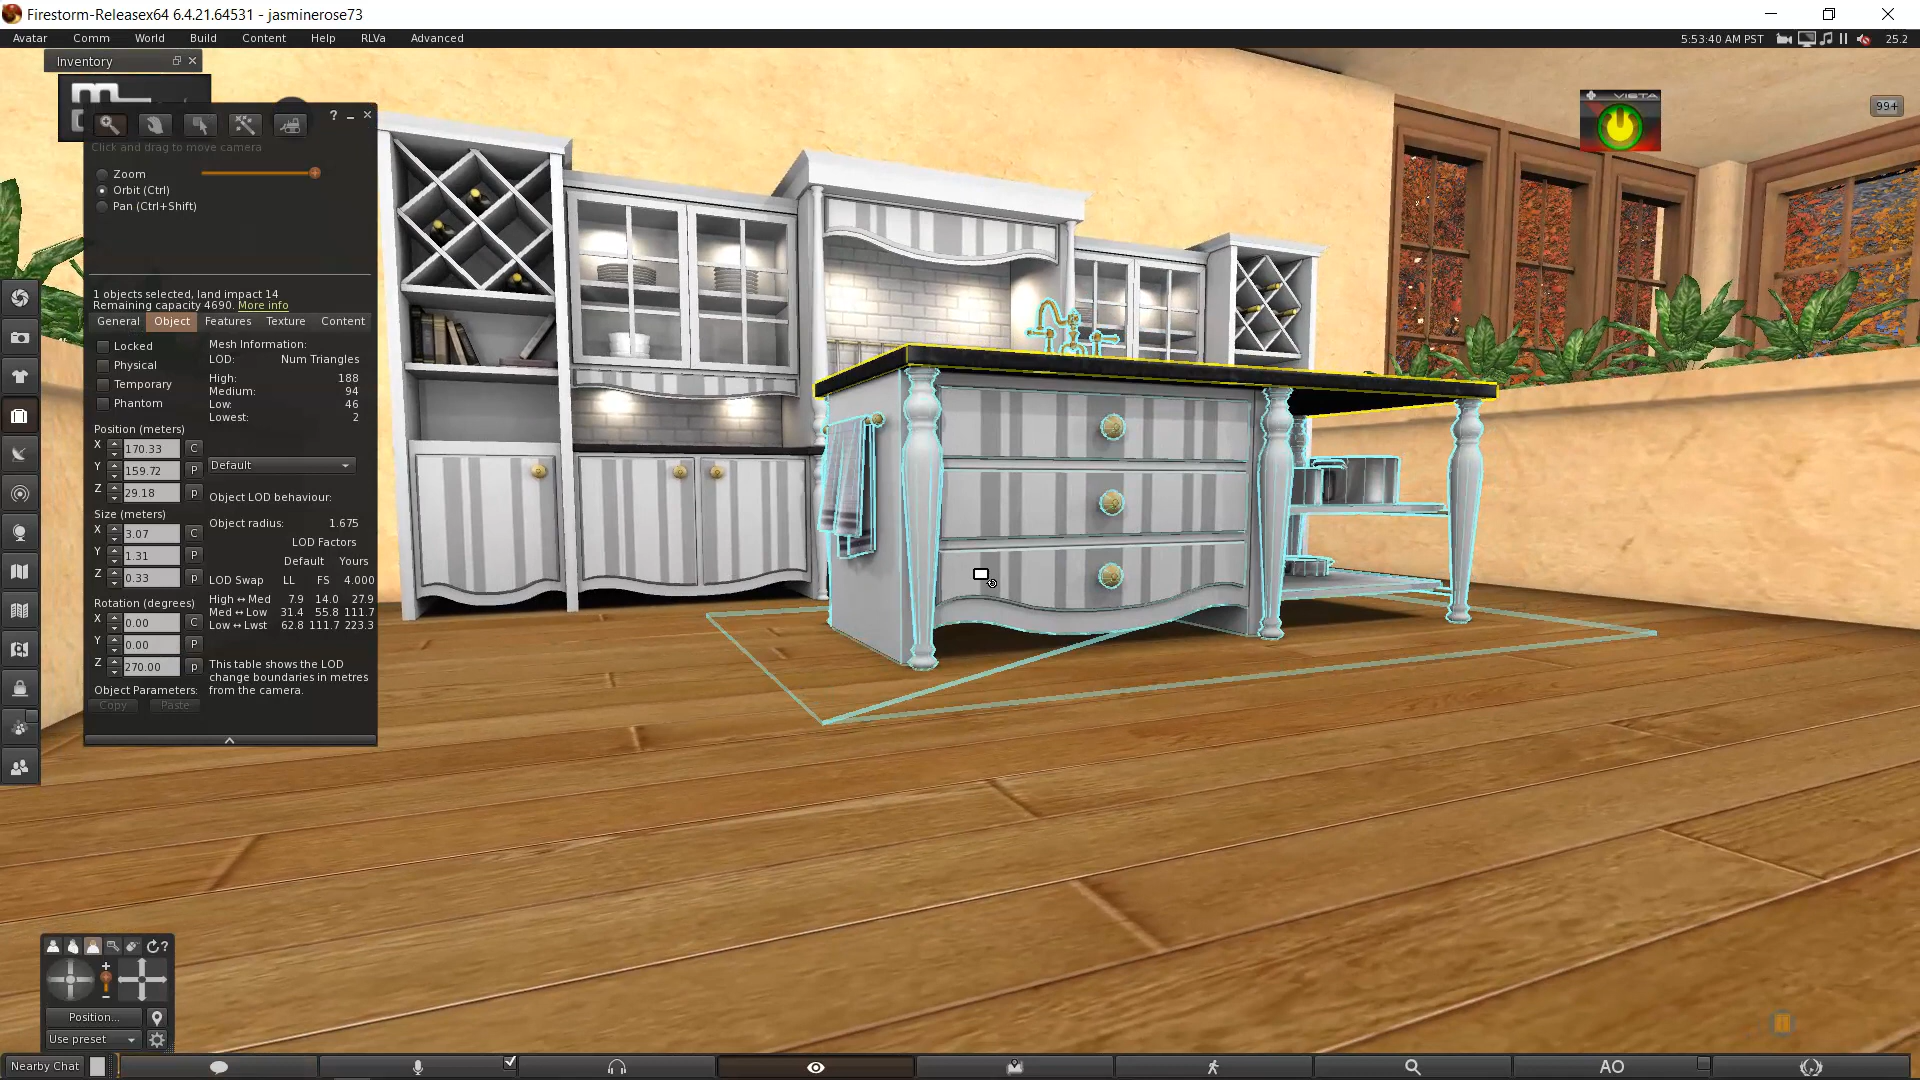 Firestorm-Releasex64 6.4.21.64531 - jasminerose73
Avatar Comm World Build Content Help RLVa Advanced
5:53:40 AM PST
25.2
Inventory
VISTA
99+
?
Click and drag to move camera
Zoom
Orbit (Ctrl)
Pan (Ctrl+Shift)
1 objects selected, land impact 14
Remaining capacity 4690. More info
General Object Features Texture Content
Locked
Physical
Temporary
Phantom
Mesh Information:
LOD: Num Triangles
High: 188
Medium: 94
Low: 46
Lowest: 2
Position (meters)
X 170.33 C
Y 159.72 P
Z 29.18 p
Default
Object LOD behaviour:
Size (meters)
X 3.07 C
Y 1.31 P
Z 0.33 p
Object radius: 1.675
LOD Factors
Default Yours
LOD Swap LL FS 4.000
High↔Med 7.9 14.0 27.9
Med↔Low 31.4 55.8 111.7
Low↔Lwst 62.8 111.7 223.3
Rotation (degrees)
X 0.00 C
Y 0.00 P
Z 270.00 p
This table shows the LOD
change boundaries in metres
from the camera.
Object Parameters:
Copy Paste
?
Position...
Use preset
Nearby Chat
AO